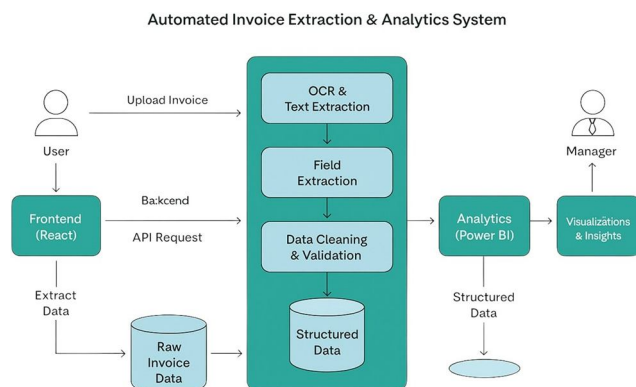 Automated Invoice Extraction & Analytics System
OCR &
Text Extraction
Upload Invoice
User
Manager
Field
Extraction
Frontend
(React)
Ba:kcend
API Request
Analytics
(Power BI)
Visualizations
& Insights
Data Cleaning
& Validation
Extract
Data
Structured
Data
Raw
Invoice
Data
Structured
Data